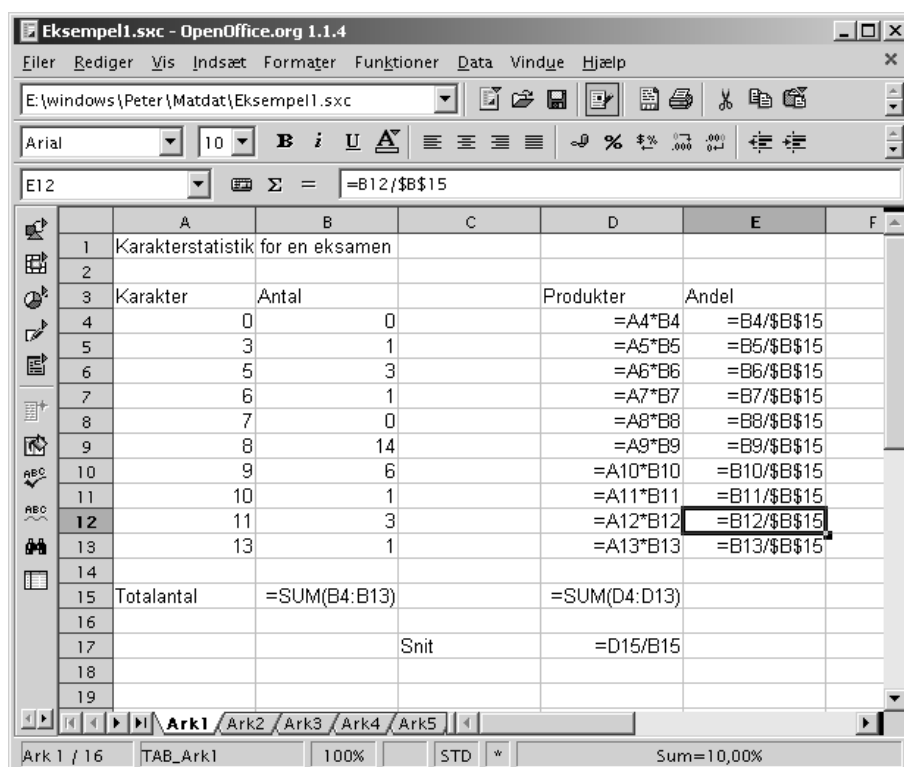 Eksempel1.sxc - OpenOffice.org 1.1.4
Filer Rediger Vis Indsæt Formater Funktioner Data Vindue Hjælp
E:\windows\Peter\Matdat\Eksempel1.sxc
Arial 10 B i U A % $% .000 .000
E12 Σ = =B12/$B$15
A B C D E F
1 Karakterstatistik for en eksamen
2
3 Karakter Antal Produkter Andel
4 0 0 =A4*B4 =B4/$B$15
5 3 1 =A5*B5 =B5/$B$15
6 5 3 =A6*B6 =B6/$B$15
7 6 1 =A7*B7 =B7/$B$15
8 7 0 =A8*B8 =B8/$B$15
9 8 14 =A9*B9 =B9/$B$15
10 9 6 =A10*B10 =B10/$B$15
11 10 1 =A11*B11 =B11/$B$15
12 11 3 =A12*B12 =B12/$B$15
13 13 1 =A13*B13 =B13/$B$15
14
15 Totalantal =SUM(B4:B13) =SUM(D4:D13)
16
17 Snit =D15/B15
18
19
ABC
ABC
Ark1 Ark2 Ark3 Ark4 Ark5
Ark 1 / 16 TAB_Ark1 100% STD * Sum=10,00%